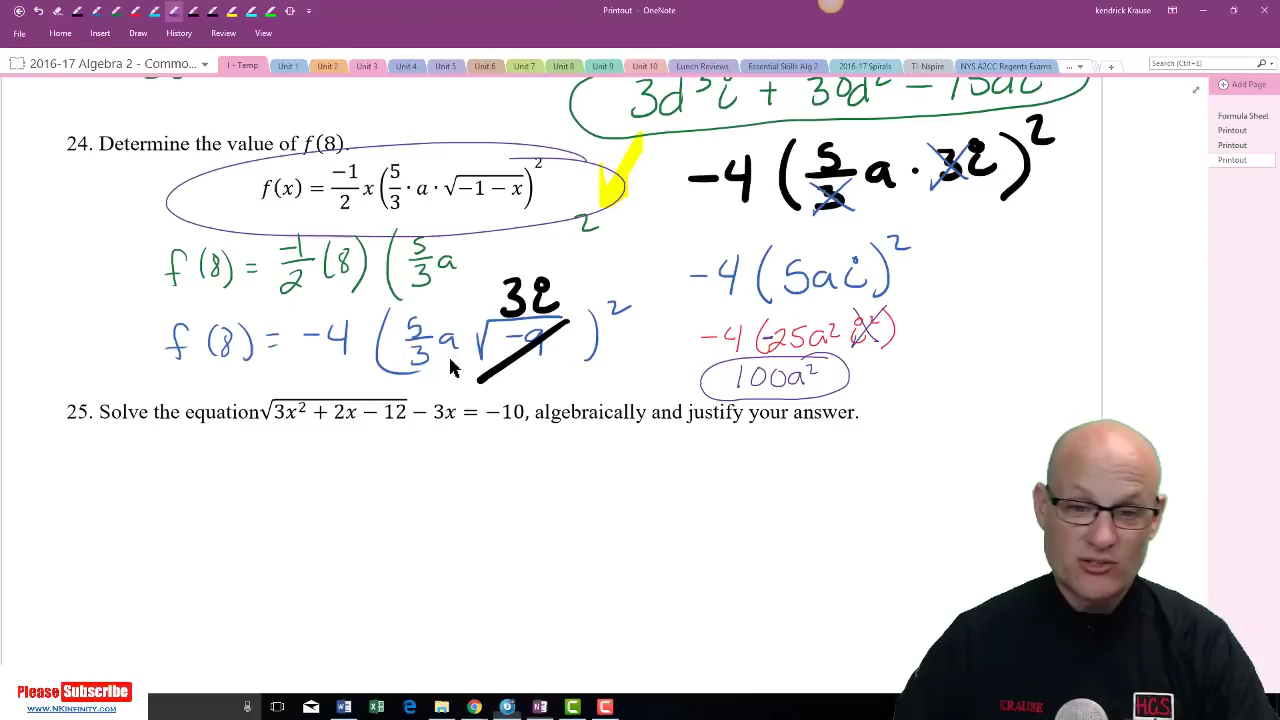 Printout - OneNote
kendrick Krause
File Home Insert Draw History Review View
2016-17 Algebra 2 - Commo...
I - Temp Unit 1 Unit 2 Unit 3 Unit 4 Unit 5 Unit 6 Unit 7 Unit 8 Unit 9 Unit 10 Lunch Reviews Essential Skills Alg 2 2016-17 Spirals TI-Nspire NYS A2CC Regents Exams ...
Search (Ctrl+E)
Add Page
Formula Sheet
Printout
Printout
Printout
3d³i + 30d² − 15di
24. Determine the value of f(8).
f(x) = -1/2 x (5/3 · a · √(-1 − x))²
-4 (5/3 a · 3i)²
f(8) = -1/2 (8) (5/3 a
2
-4 (5ai)²
3i
f(8) = -4 (5/3 a √-9)²
-4 (-25a² i²)
100a²
25. Solve the equation √(3x² + 2x − 12) − 3x = −10, algebraically and justify your answer.
Please Subscribe
www.NKinfinity.com
KRAUSE
H.G.S.